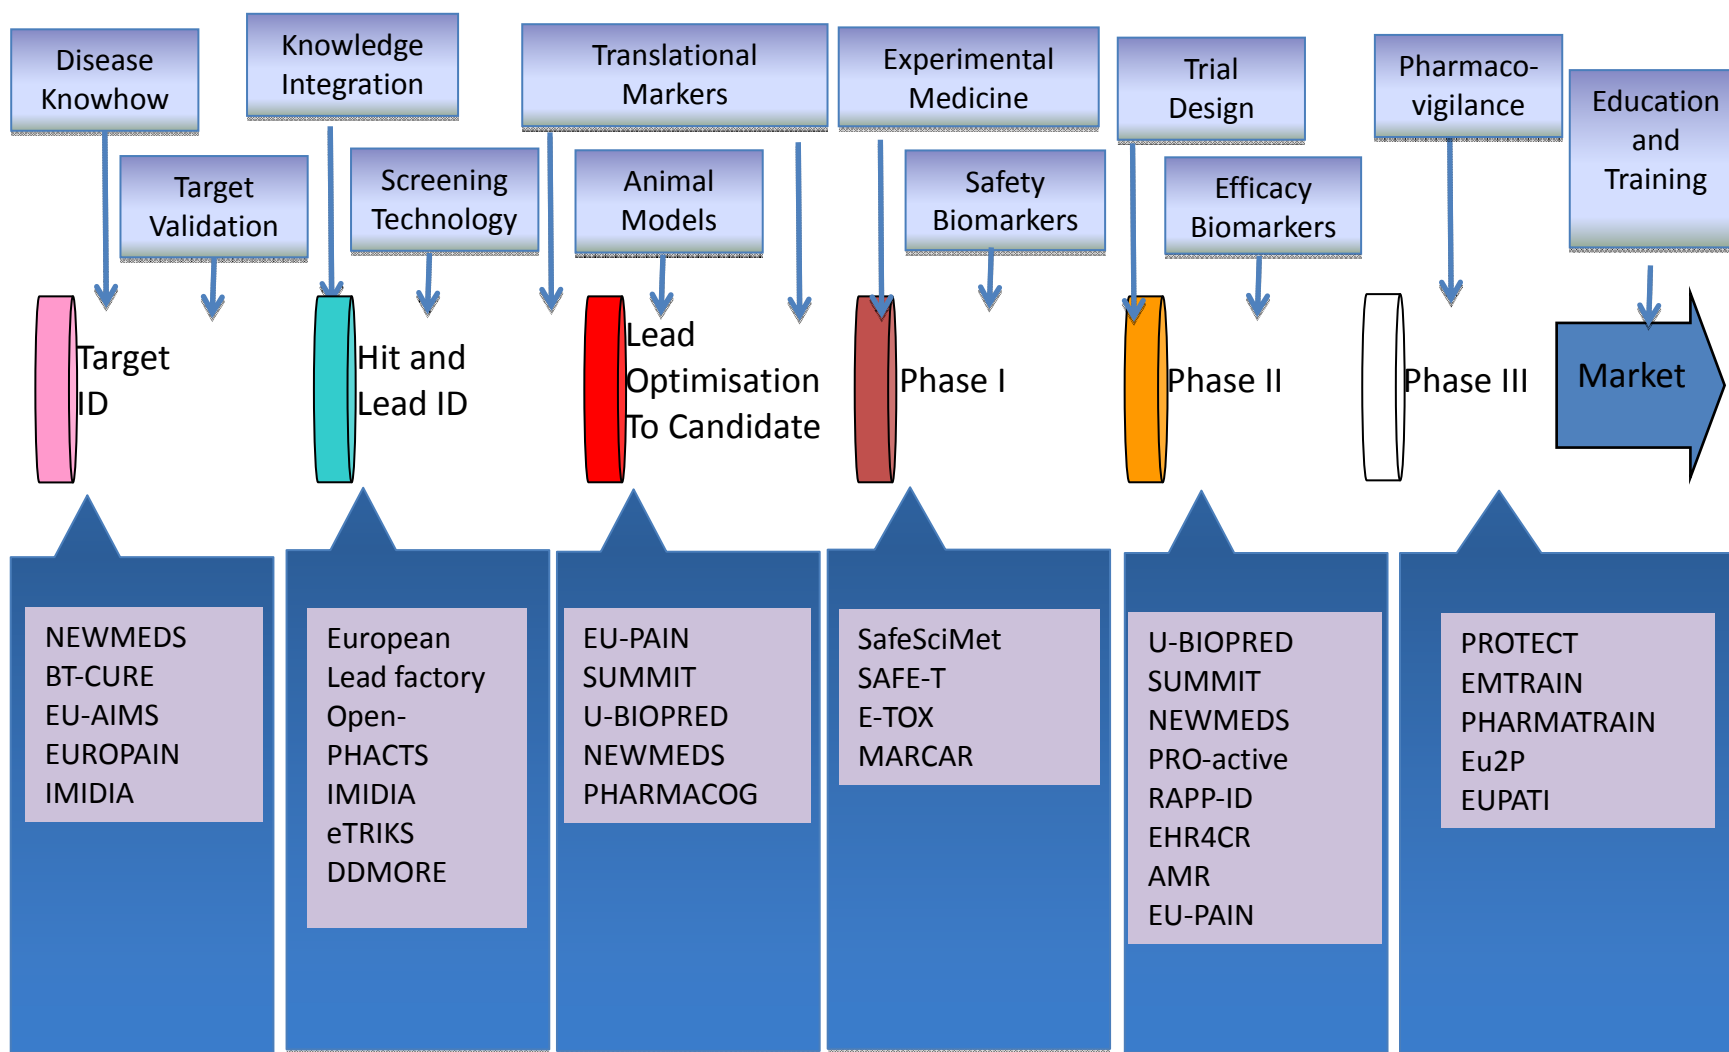 Disease
Knowhow
Knowledge
Integration
Translational
Markers
Experimental
Medicine
Trial
Design
Pharmaco-
vigilance
Education
and
Training
Target
Validation
Screening
Technology
Animal
Models
Safety
Biomarkers
Efficacy
Biomarkers
Target
ID
Hit and
Lead ID
Lead
Optimisation
To Candidate
Phase I
Phase II
Phase III
Market
NEWMEDS
BT-CURE
EU-AIMS
EUROPAIN
IMIDIA
European
Lead factory
Open-
PHACTS
IMIDIA
eTRIKS
DDMORE
EU-PAIN
SUMMIT
U-BIOPRED
NEWMEDS
PHARMACOG
SafeSciMet
SAFE-T
E-TOX
MARCAR
U-BIOPRED
SUMMIT
NEWMEDS
PRO-active
RAPP-ID
EHR4CR
AMR
EU-PAIN
PROTECT
EMTRAIN
PHARMATRAIN
Eu2P
EUPATI